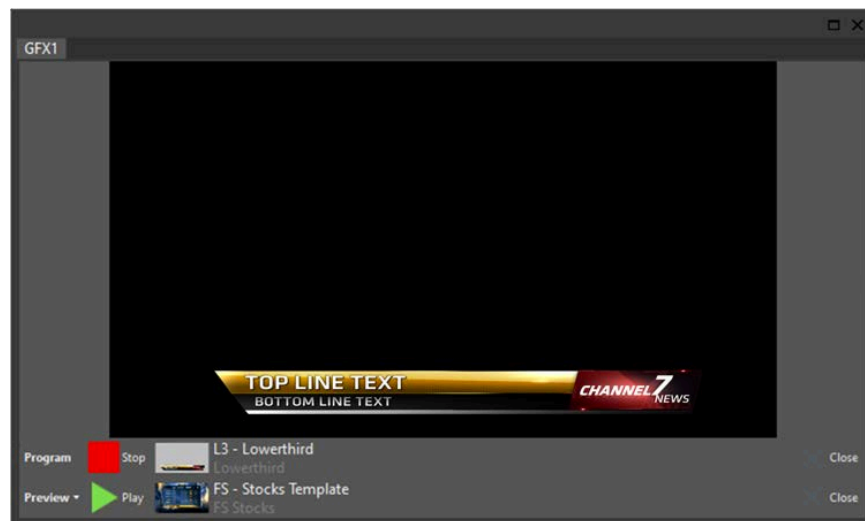 GFX1
TOP LINE TEXT
BOTTOM LINE TEXT
CHANNEL 7
NEWS
Program Stop L3 - Lowerthird Close
Lowerthird
Preview Play FS - Stocks Template Close
FS Stocks